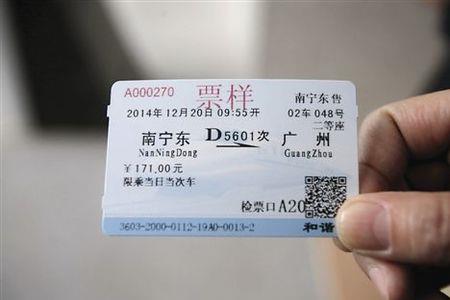 A000270 票样 南宁东 售
2014年12月20日09:55开 02车 048号
二等座
南宁东 D5601次 广州
NanNingDong GuangZhou
￥171.00元
限乘当日当次车
检票口 A20
3603-2000-0112-19A0-0013-2 和谐